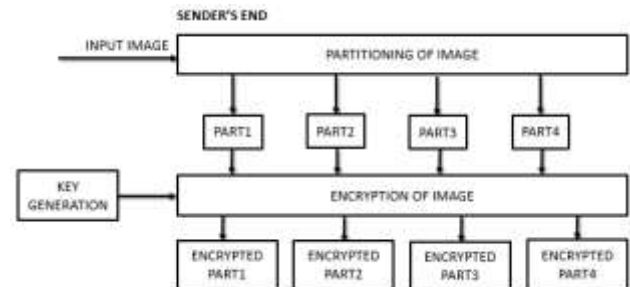 SENDER'S END
INPUT IMAGE
PARTITIONING OF IMAGE
PART1
PART2
PART3
PART4
KEY
GENERATION
ENCRYPTION OF IMAGE
ENCRYPTED
PART1
ENCRYPTED
PART2
ENCRYPTED
PART3
ENCRYPTED
PART4